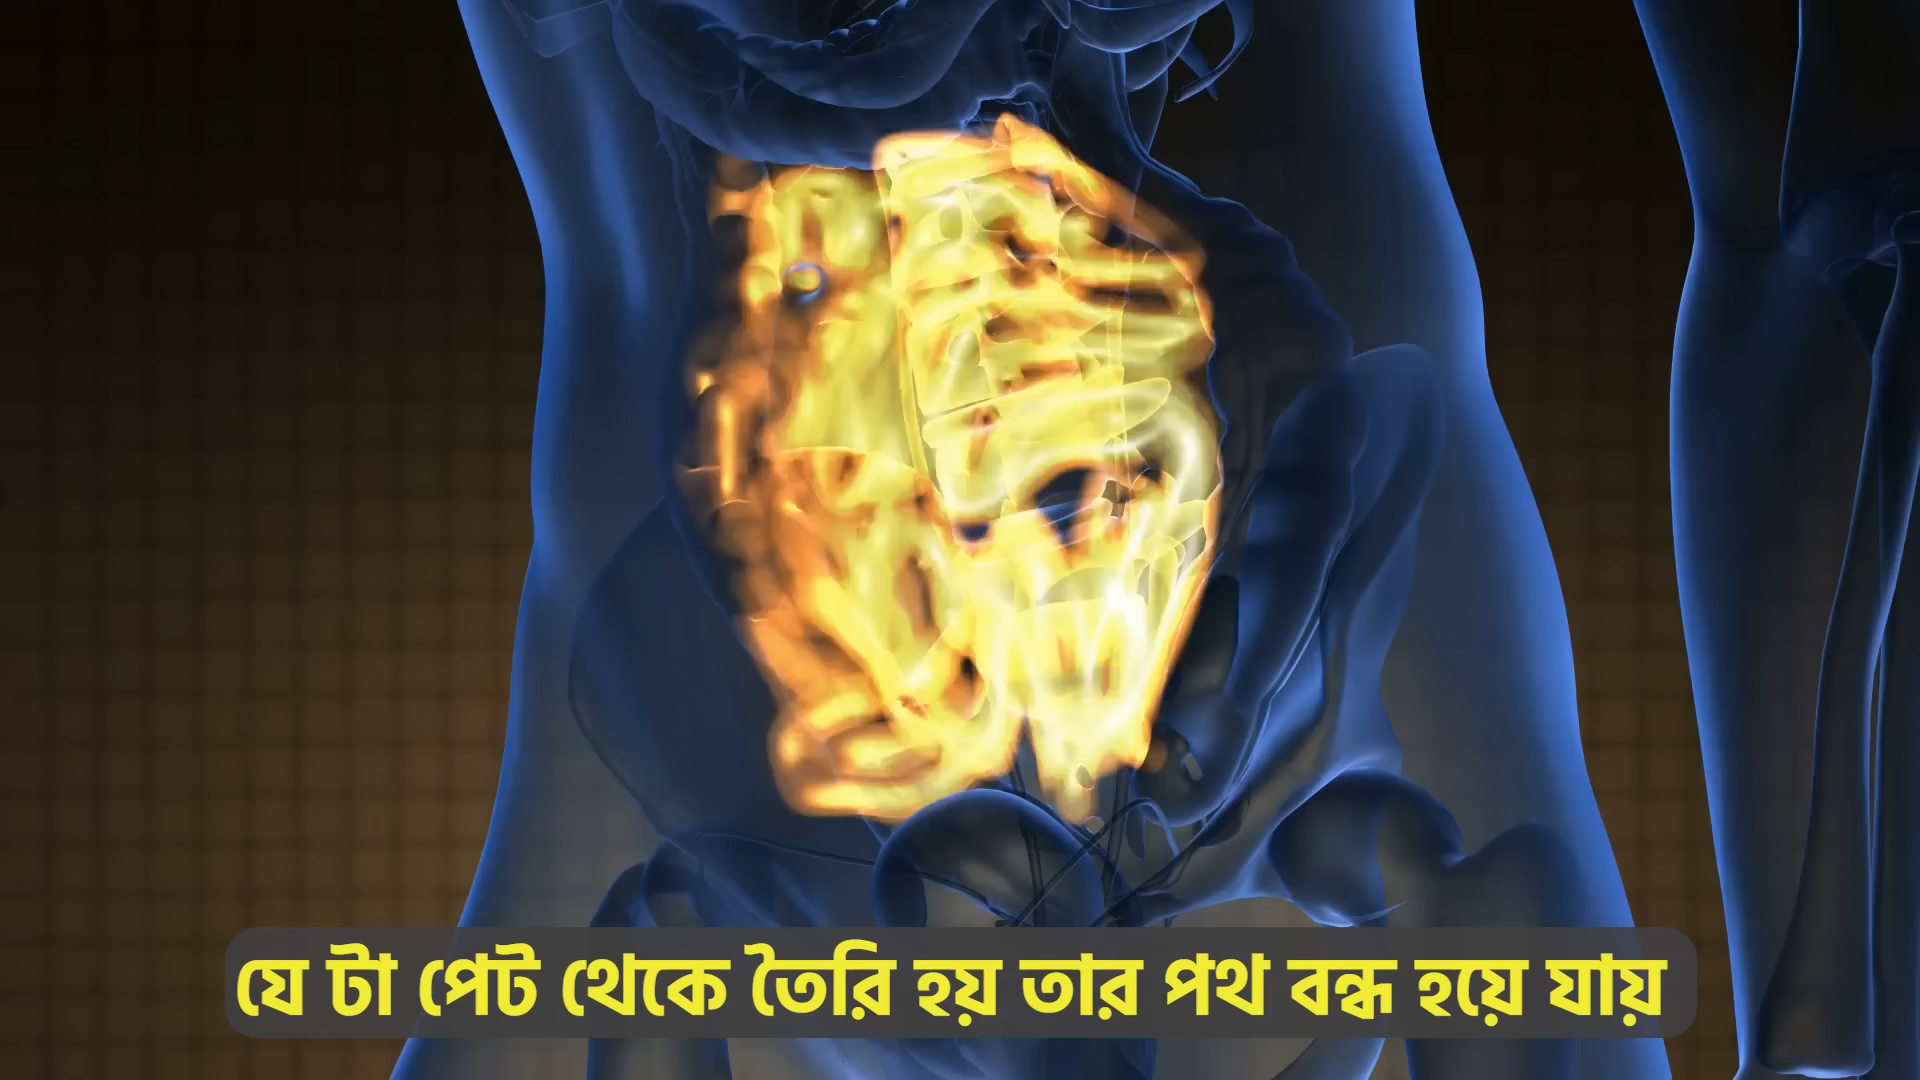 যে টা পেট থেকে তৈরি হয় তার পথ বন্ধ হয়ে যায়